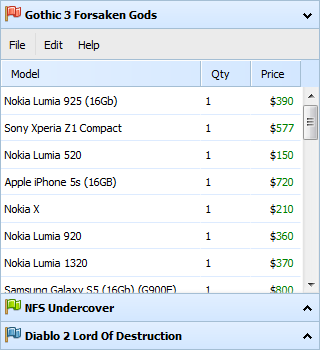 Gothic 3 Forsaken Gods
File Edit Help
Model Qty Price
Nokia Lumia 925 (16Gb) 1 $390
Sony Xperia Z1 Compact 1 $577
Nokia Lumia 520 1 $150
Apple iPhone 5s (16GB) 1 $720
Nokia X 1 $210
Nokia Lumia 920 1 $360
Nokia Lumia 1320 1 $370
Samsung Galaxy S5 (16Gb) (G900F) 1 $800
NFS Undercover
Diablo 2 Lord Of Destruction